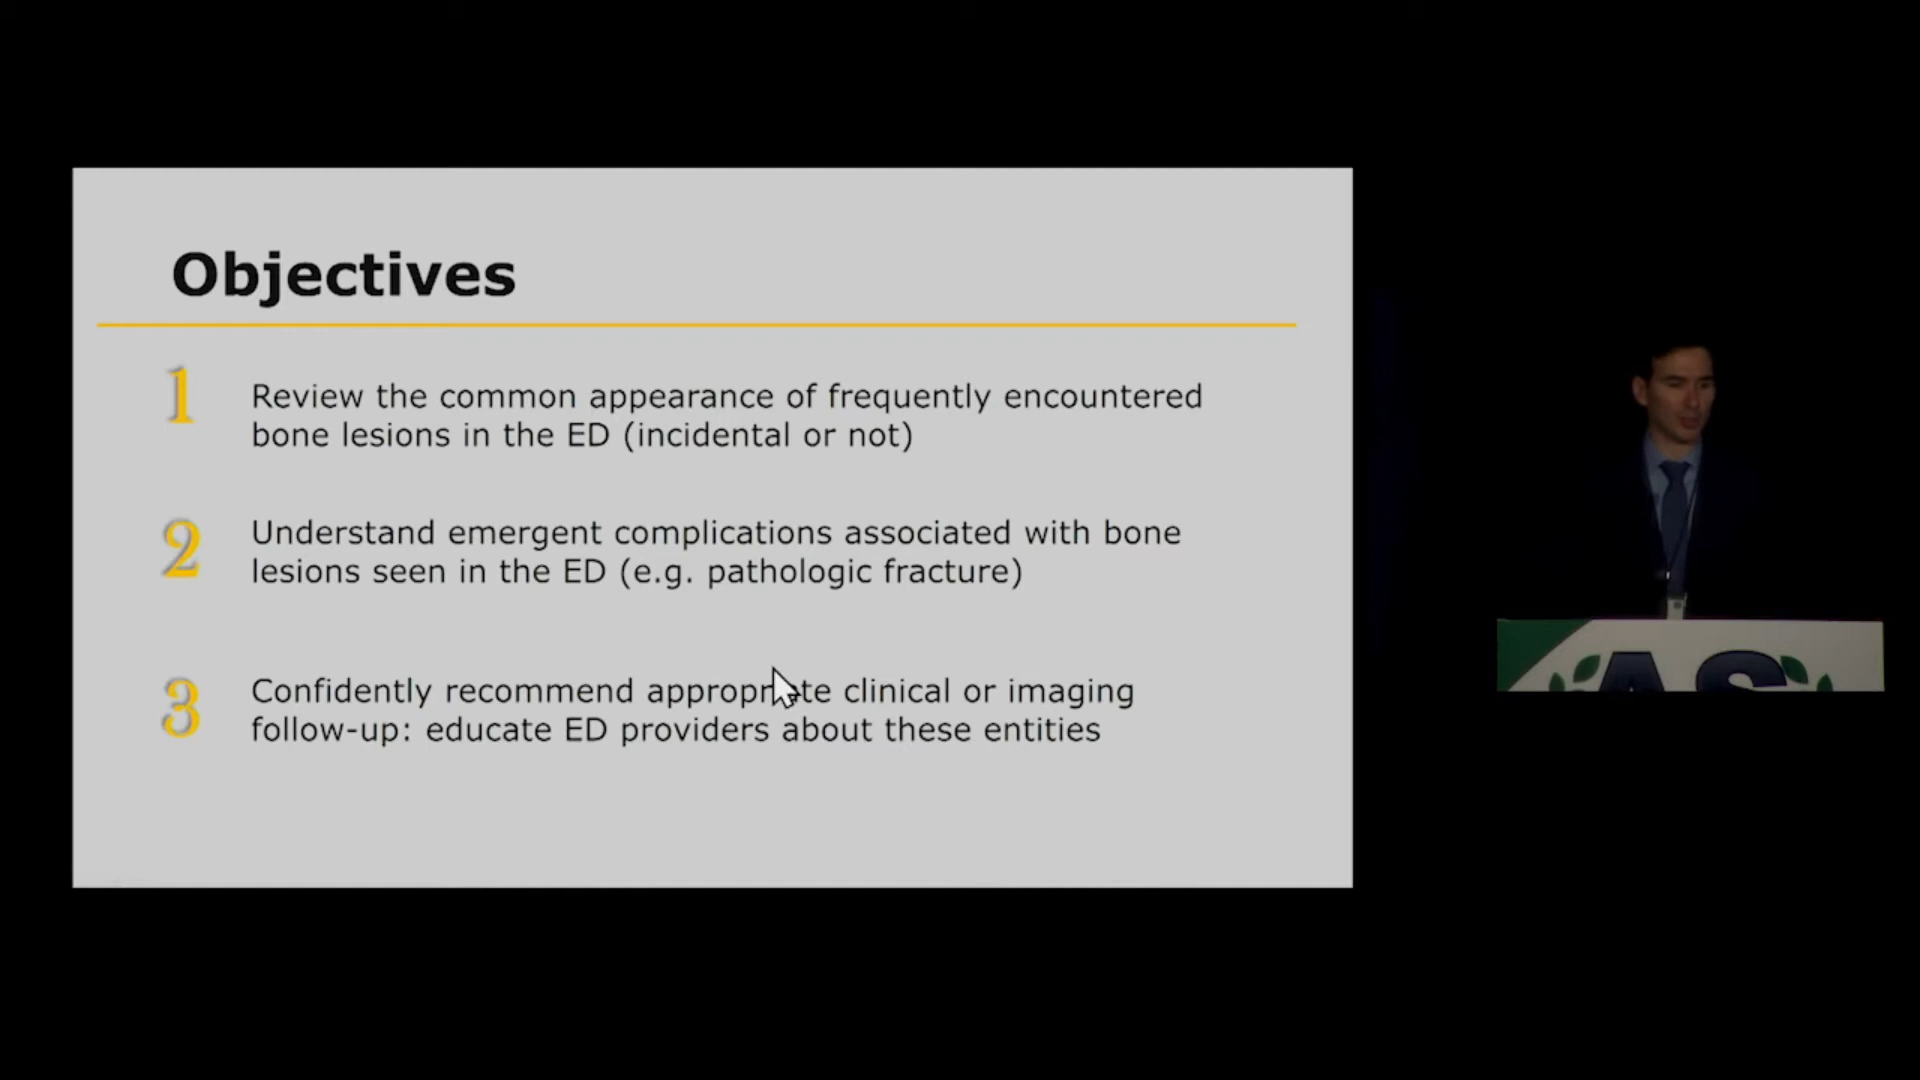 Objectives
1
Review the common appearance of frequently encountered
bone lesions in the ED (incidental or not)
2
Understand emergent complications associated with bone
lesions seen in the ED (e.g. pathologic fracture)
3
Confidently recommend appropriate clinical or imaging
follow-up: educate ED providers about these entities
AS